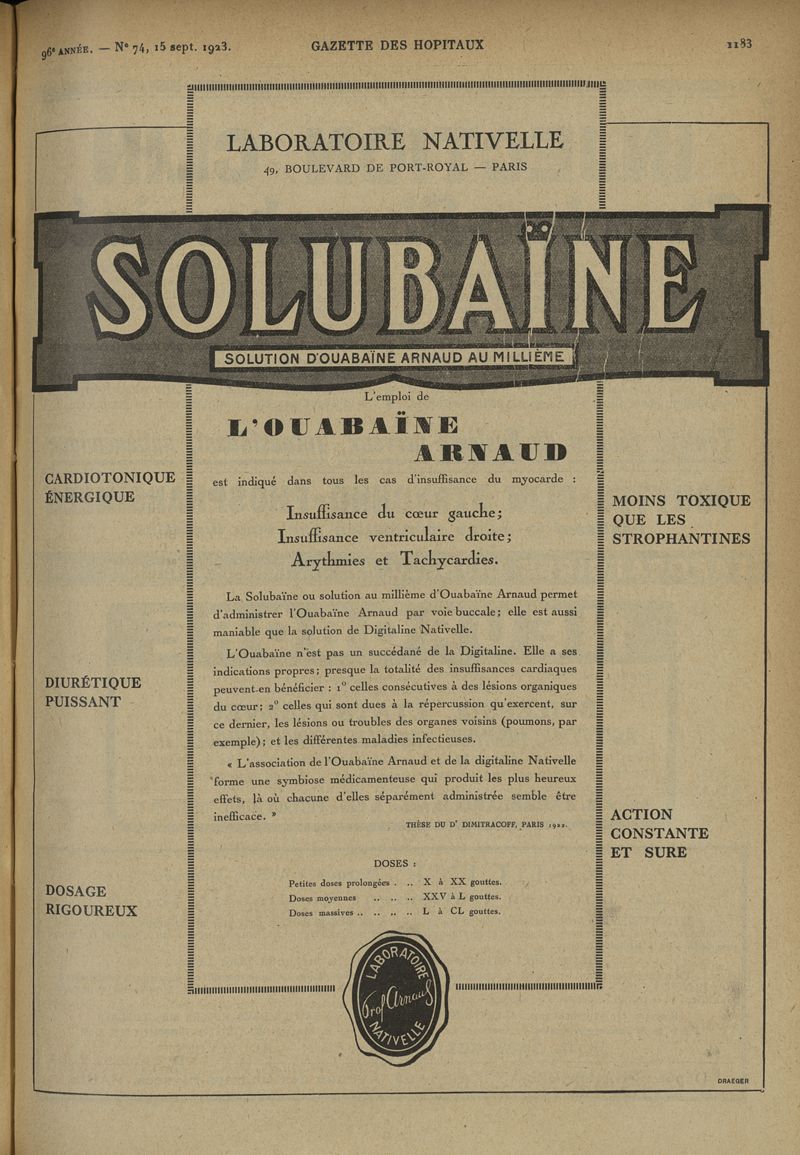 96e ANNÉE. — N° 74, 15 sept. 1923.
GAZETTE DES HOPITAUX
1183
LABORATOIRE NATIVELLE
49, BOULEVARD DE PORT-ROYAL — PARIS
SOLUBAÏNE
SOLUTION D'OUABAÏNE ARNAUD AU MILLIÈME
L'emploi de
L'OUABAÏNE
ARNAUD
est indiqué dans tous les cas d'insuffisance du myocarde :
Insuffisance du cœur gauche;
Insuffisance ventriculaire droite;
Arythmies et Tachycardies.
La Solubaïne ou solution au millième d'Ouabaïne Arnaud permet
d'administrer l'Ouabaïne Arnaud par voie buccale; elle est aussi
maniable que la solution de Digitaline Nativelle.
L'Ouabaïne n'est pas un succédané de la Digitaline. Elle a ses
indications propres; presque la totalité des insuffisances cardiaques
peuvent en bénéficier : 1° celles consécutives à des lésions organiques
du cœur; 2° celles qui sont dues à la répercussion qu'exercent, sur
ce dernier, les lésions ou troubles des organes voisins (poumons, par
exemple); et les différentes maladies infectieuses.
« L'association de l'Ouabaïne Arnaud et de la digitaline Nativelle
forme une symbiose médicamenteuse qui produit les plus heureux
effets, là où chacune d'elles séparément administrée semble être
inefficace. »
THÈSE DU Dr DIMITRACOFF, PARIS 1922.
DOSES :
Petites doses prolongées . .. X à XX gouttes.
Doses moyennes .. .. .. XXV à L gouttes.
Doses massives .. .. .. .. L à CL gouttes.
CARDIOTONIQUE
ÉNERGIQUE
DIURÉTIQUE
PUISSANT
DOSAGE
RIGOUREUX
MOINS TOXIQUE
QUE LES
STROPHANTINES
ACTION
CONSTANTE
ET SURE
LABORATOIRE
Prof Arnaud
NATIVELLE
DRAEGER